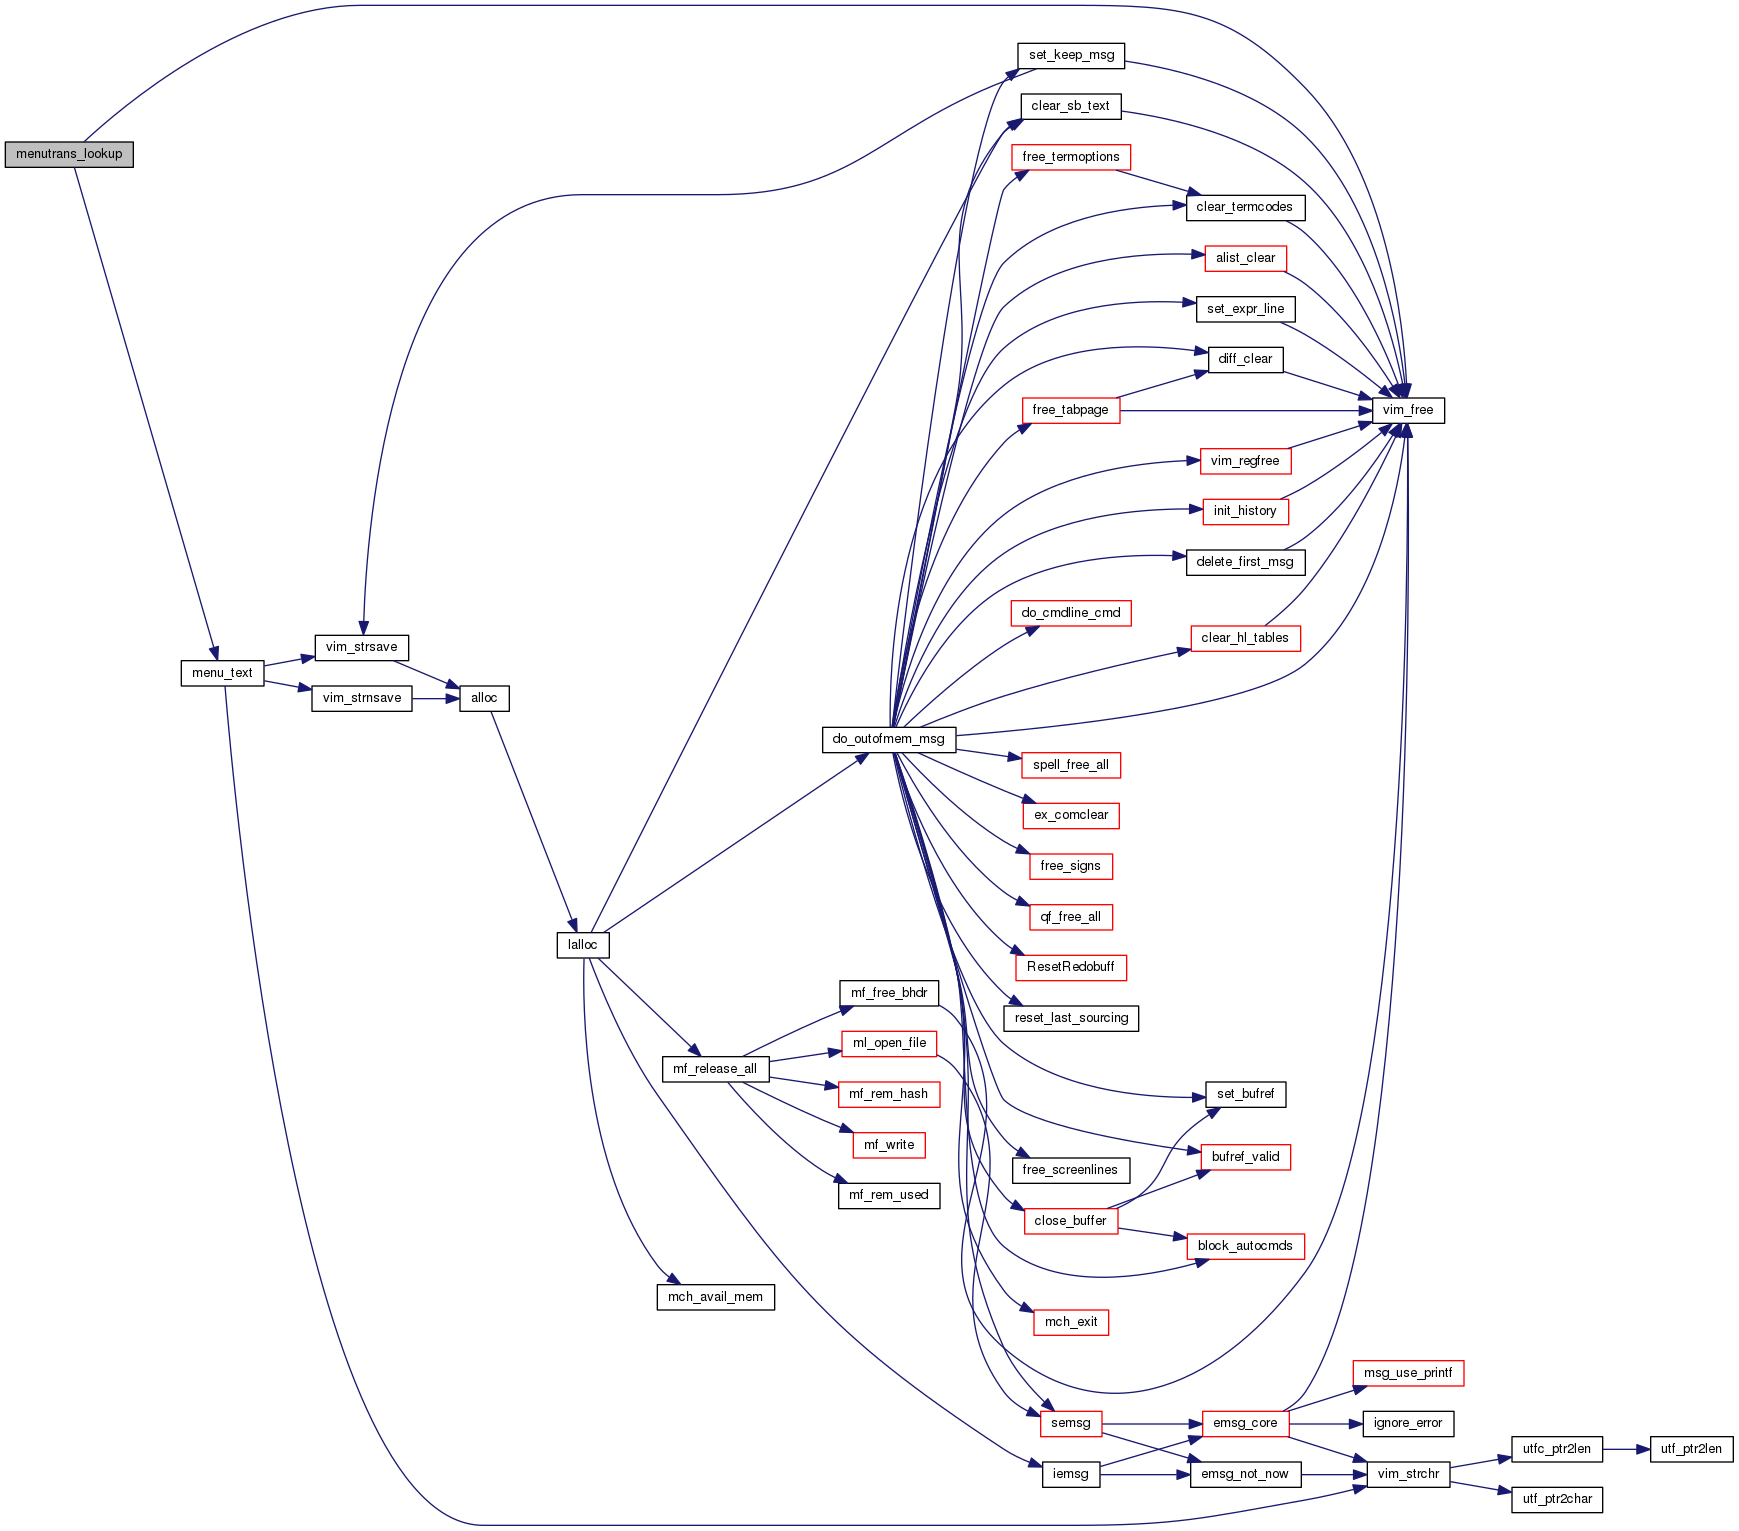 set_keep_msg
clear_sb_text
menutrans_lookup
free_termoptions
clear_termcodes
alist_clear
set_expr_line
diff_clear
free_tabpage
vim_free
vim_regfree
init_history
delete_first_msg
do_cmdline_cmd
clear_hl_tables
vim_strsave
menu_text
vim_strnsave
alloc
do_outofmem_msg
spell_free_all
ex_comclear
free_signs
qf_free_all
lalloc
ResetRedobuff
mf_free_bhdr
reset_last_sourcing
ml_open_file
mf_release_all
mf_rem_hash
set_bufref
mf_write
bufref_valid
free_screenlines
mf_rem_used
close_buffer
block_autocmds
mch_avail_mem
mch_exit
msg_use_printf
semsg
emsg_core
ignore_error
utfc_ptr2len
utf_ptr2len
iemsg
emsg_not_now
vim_strchr
utf_ptr2char